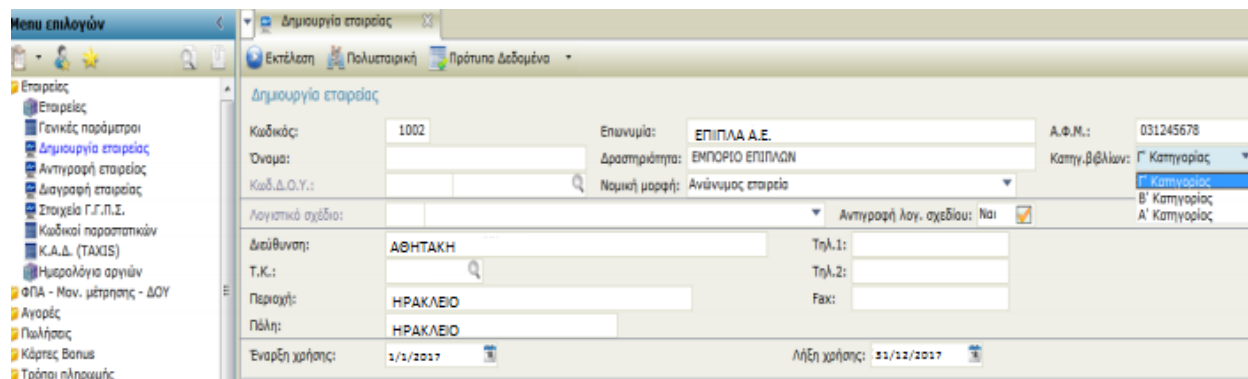 Menu επιλογών
Δημιουργία εταιρείας
Εκτέλεση Πολυεταιρική Πρότυπα Δεδομένα
Εταιρείες
Εταιρείες
Γενικές παράμετροι
Δημιουργία εταιρείας
Αντιγραφή εταιρείας
Διαγραφή εταιρείας
Στοιχεία Γ.Γ.Π.Σ.
Κωδικοί παραστατικών
Κ.Α.Δ. (TAXIS)
Ημερολόγιο αργιών
ΦΠΑ - Μον. μέτρησης - ΔΟΥ
Αγορές
Πωλήσεις
Κάρτες Bonus
Τρόποι πληρωμής
Δημιουργία εταιρείας
Κωδικός: 1002 Επωνυμία: ΕΠΙΠΛΑ Α.Ε. Α.Φ.Μ.: 031245678
Όνομα: Δραστηριότητα: ΕΜΠΟΡΙΟ ΕΠΙΠΛΩΝ Κατηγ.βιβλίων: Γ' Κατηγορίας
Κωδ.Δ.Ο.Υ.: Νομική μορφή: Ανώνυμος εταιρεία
Γ' Κατηγορίας
Β' Κατηγορίας
Α' Κατηγορίας
Λογιστικό σχέδιο: Αντιγραφή λογ. σχεδίου: Ναι
Διεύθυνση: ΑΘΗΤΑΚΗ Τηλ.1:
Τ.Κ.: Τηλ.2:
Περιοχή: ΗΡΑΚΛΕΙΟ Fax:
Πόλη: ΗΡΑΚΛΕΙΟ
Έναρξη χρήσης: 1/1/2017 Λήξη χρήσης: 31/12/2017